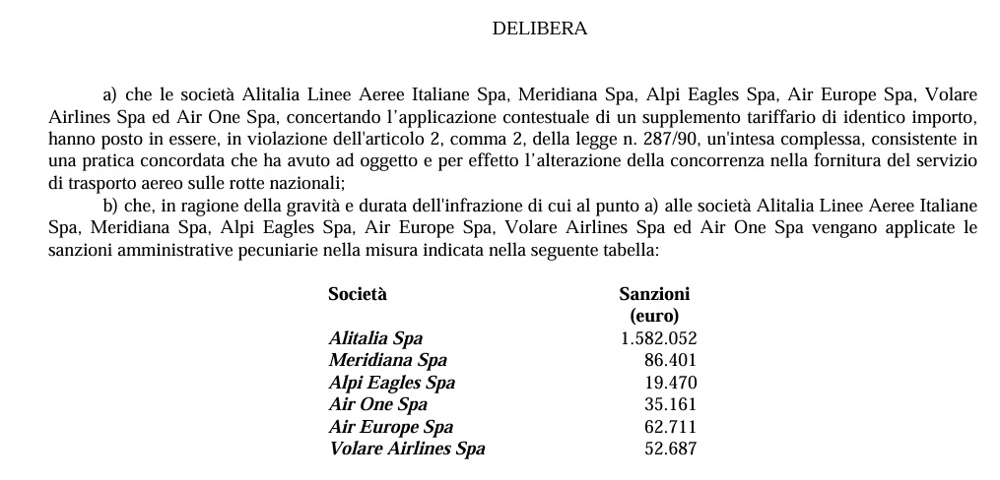 DELIBERA
a) che le società Alitalia Linee Aeree Italiane Spa, Meridiana Spa, Alpi Eagles Spa, Air Europe Spa, Volare
Airlines Spa ed Air One Spa, concertando l’applicazione contestuale di un supplemento tariffario di identico importo,
hanno posto in essere, in violazione dell'articolo 2, comma 2, della legge n. 287/90, un'intesa complessa, consistente in
una pratica concordata che ha avuto ad oggetto e per effetto l’alterazione della concorrenza nella fornitura del servizio
di trasporto aereo sulle rotte nazionali;
b) che, in ragione della gravità e durata dell'infrazione di cui al punto a) alle società Alitalia Linee Aeree Italiane
Spa, Meridiana Spa, Alpi Eagles Spa, Air Europe Spa, Volare Airlines Spa ed Air One Spa vengano applicate le
sanzioni amministrative pecuniarie nella misura indicata nella seguente tabella:
Società Sanzioni
(euro)
Alitalia Spa 1.582.052
Meridiana Spa 86.401
Alpi Eagles Spa 19.470
Air One Spa 35.161
Air Europe Spa 62.711
Volare Airlines Spa 52.687